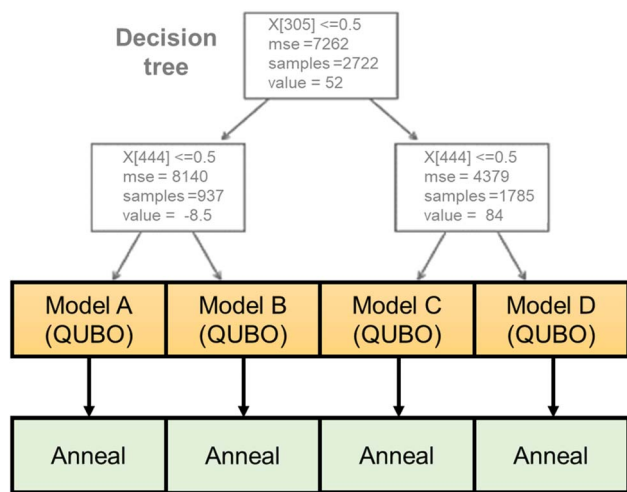 Decision
tree
X[305] <=0.5
mse =7262
samples =2722
value = 52
X[444] <=0.5
mse = 8140
samples =937
value =  -8.5
X[444] <=0.5
mse = 4379
samples =1785
value =  84
Model A
(QUBO)
Model B
(QUBO)
Model C
(QUBO)
Model D
(QUBO)
Anneal
Anneal
Anneal
Anneal